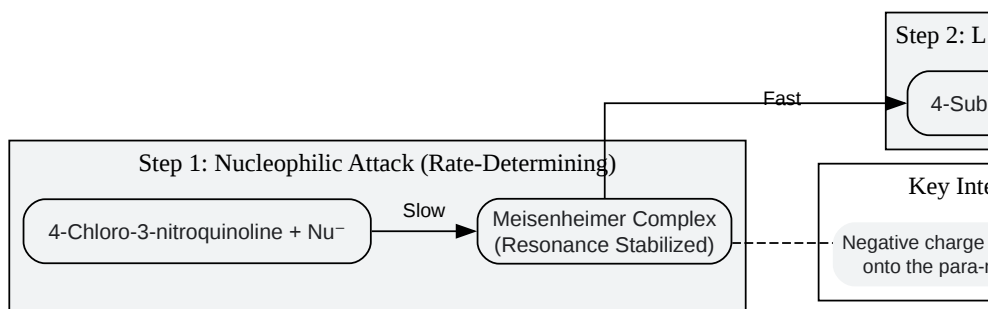 Step 2: L
4-Sub
Fast
Step 1: Nucleophilic Attack (Rate-Determining)
4-Chloro-3-nitroquinoline + Nu⁻
Slow
Meisenheimer Complex
(Resonance Stabilized)
Key Inte
Negative charge
onto the para-